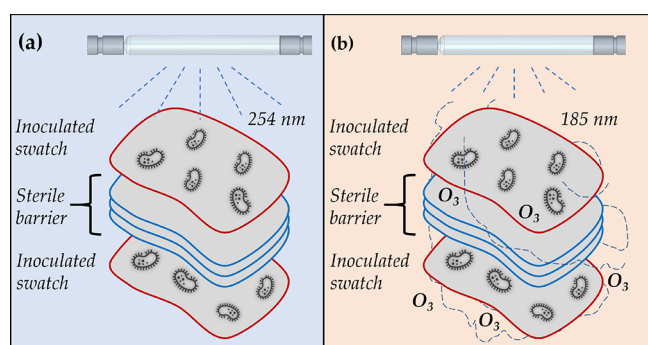 (a)
254 nm
Inoculated
swatch
Sterile
barrier
Inoculated
swatch
(b)
185 nm
Inoculated
swatch
Sterile
barrier
O3
O3
Inoculated
swatch
O3
O3
O3